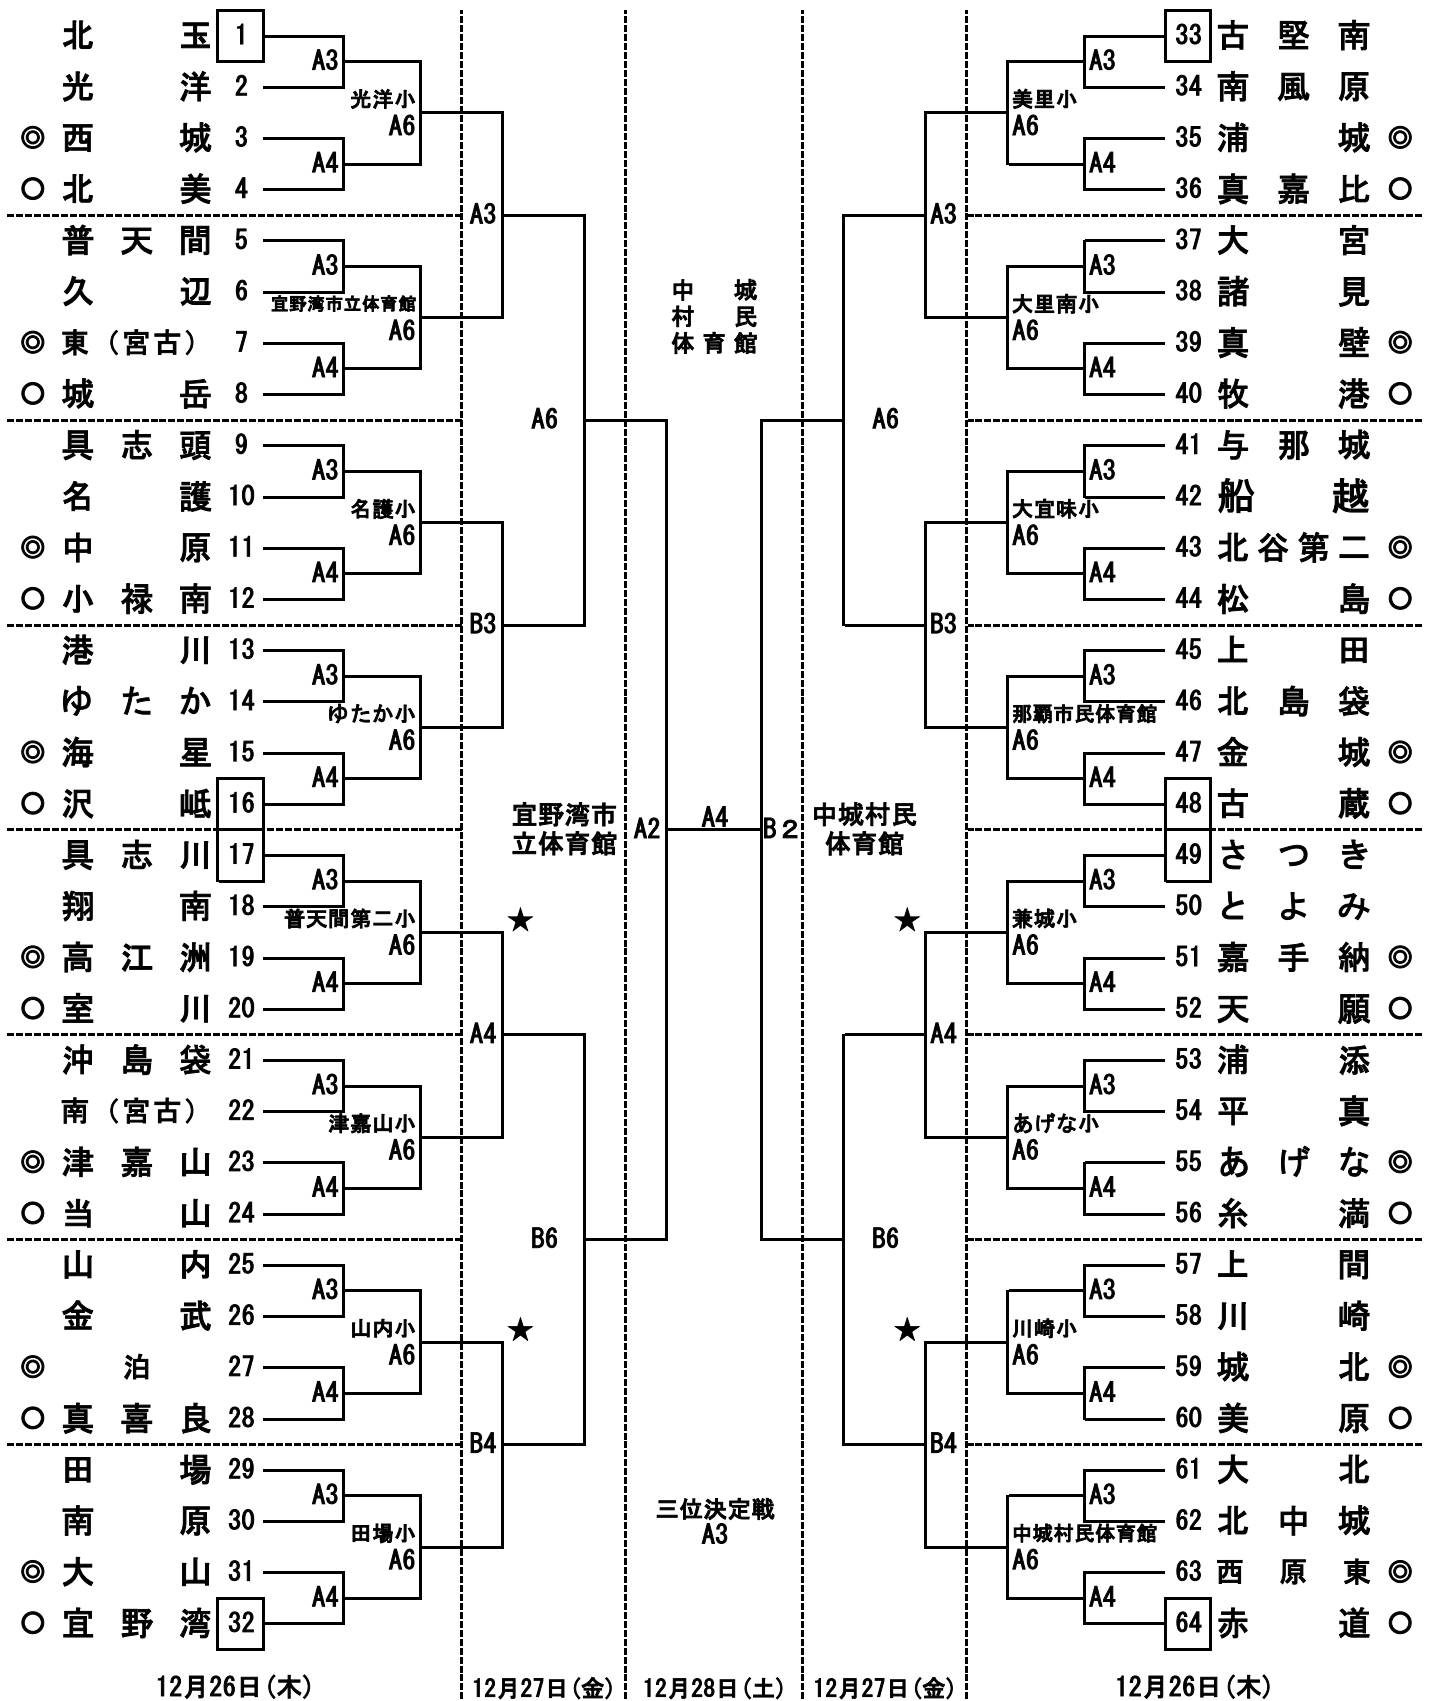 北玉 1
A3
光洋 2
光洋小
A6
◎ 西城 3
A4
○ 北美 4
A3
普天間 5
A3
久辺 6
宜野湾市立体育館
A6
◎ 東（宮古） 7
A4
○ 城岳 8
A6
具志頭 9
A3
名護 10
名護小
A6
◎ 中原 11
A4
○ 小禄南 12
B3
港川 13
A3
ゆたか 14
ゆたか小
A6
◎ 海星 15
A4
○ 沢岻 16
宜野湾市
立体育館
A2
具志川 17
A3
翔南 18
普天間第二小
A6
★
◎ 高江洲 19
A4
○ 室川 20
A4
沖島袋 21
A3
南（宮古） 22
津嘉山小
A6
◎ 津嘉山 23
A4
○ 当山 24
B6
山内 25
A3
金武 26
山内小
A6
★
◎ 泊 27
A4
○ 真喜良 28
B4
田場 29
A3
南原 30
田場小
A6
◎ 大山 31
A4
○ 宜野湾 32
中城
村民
体育館
A4
三位決定戦
A3
33 古堅南
A3
34 南風原
美里小
A6
35 浦城 ◎
A4
36 真嘉比 ○
A3
37 大宮
A3
38 諸見
大里南小
A6
39 真壁 ◎
A4
40 牧港 ○
A6
41 与那城
A3
42 船越
大宜味小
A6
43 北谷第二 ◎
A4
44 松島 ○
B3
45 上田
A3
46 北島袋
那覇市民体育館
A6
47 金城 ◎
A4
48 古蔵 ○
B2
中城村民
体育館
49 さつき
A3
50 とよみ
兼城小
A6
★
51 嘉手納 ◎
A4
52 天願 ○
A4
53 浦添
A3
54 平真
あげな小
A6
55 あげな ◎
A4
56 糸満 ○
B6
57 上間
A3
58 川崎
川崎小
A6
★
59 城北 ◎
A4
60 美原 ○
B4
61 大北
A3
62 北中城
中城村民体育館
A6
63 西原東 ◎
A4
64 赤道 ○
12月26日(木) 12月27日(金) 12月28日(土) 12月27日(金) 12月26日(木)